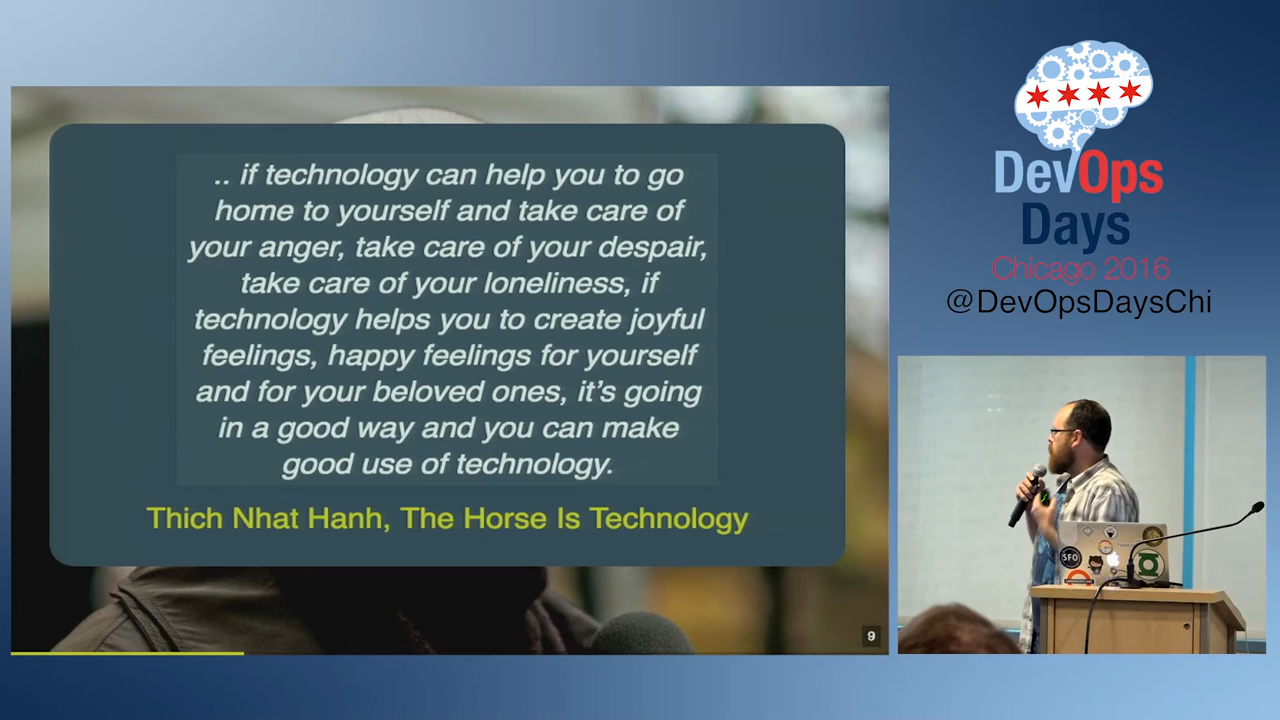 .. if technology can help you to go
home to yourself and take care of
your anger, take care of your despair,
take care of your loneliness, if
technology helps you to create joyful
feelings, happy feelings for yourself
and for your beloved ones, it's going
in a good way and you can make
good use of technology.
Thich Nhat Hanh, The Horse Is Technology
9
DevOps
Days
Chicago 2016
@DevOpsDaysChi
SFO